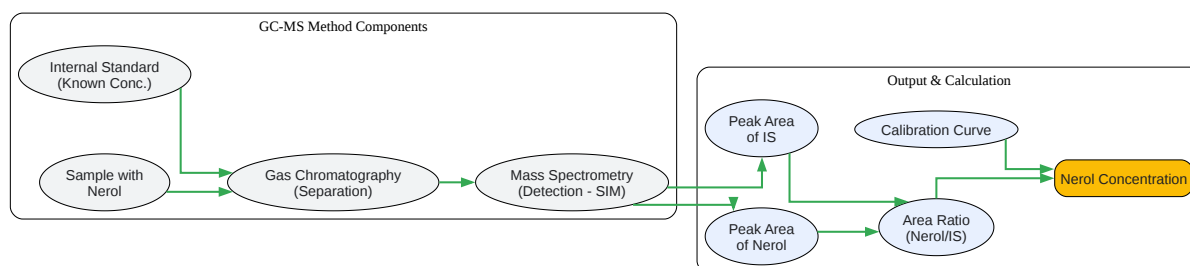 GC-MS Method Components
Internal Standard
(Known Conc.)
Sample with
Nerol
Gas Chromatography
(Separation)
Mass Spectrometry
(Detection - SIM)
Output & Calculation
Peak Area
of IS
Calibration Curve
Nerol Concentration
Peak Area
of Nerol
Area Ratio
(Nerol/IS)